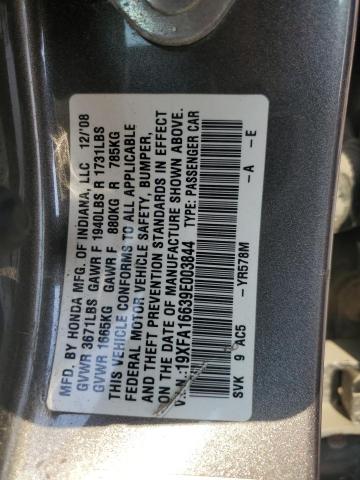 MFD. BY HONDA MFG. OF INDIANA, LLC 12/'08
GVWR 3671LBS GAWR F 1940LBS R 1731LBS
GVWR 1665KG GAWR F 880KG R 785KG
THIS VEHICLE CONFORMS TO ALL APPLICABLE
FEDERAL MOTOR VEHICLE SAFETY, BUMPER,
AND THEFT PREVENTION STANDARDS IN EFFECT
ON THE DATE OF MANUFACTURE SHOWN ABOVE.
V.I.N.:19XFA16639E003844 TYPE: PASSENGER CAR
SVK 9 AC5 -YR578M -A -E